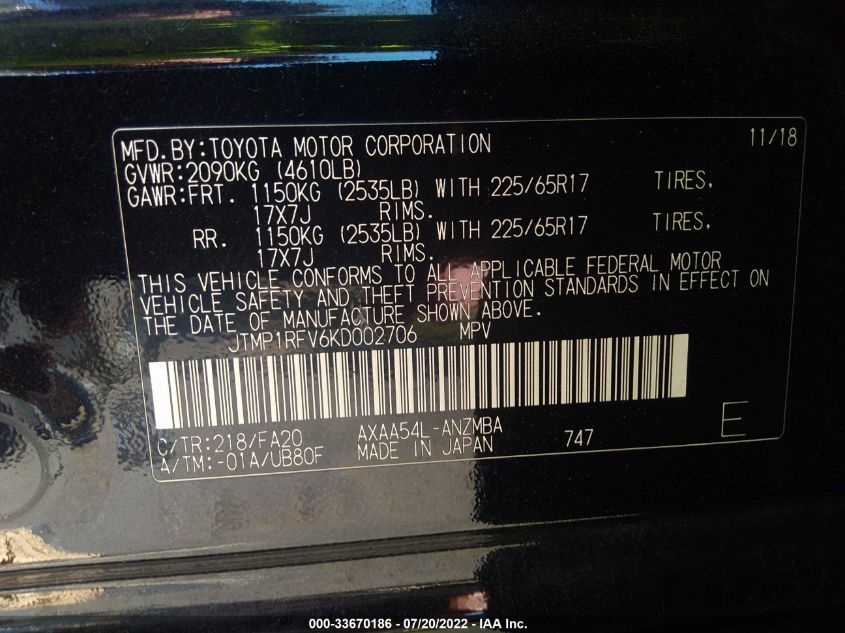 MFD.BY:TOYOTA MOTOR CORPORATION 11/18
GVWR:2090KG (4610LB)
GAWR:FRT. 1150KG (2535LB) WITH 225/65R17 TIRES,
17X7J RIMS.
RR. 1150KG (2535LB) WITH 225/65R17 TIRES,
17X7J RIMS.
THIS VEHICLE CONFORMS TO ALL APPLICABLE FEDERAL MOTOR
VEHICLE SAFETY AND THEFT PREVENTION STANDARDS IN EFFECT ON
THE DATE OF MANUFACTURE SHOWN ABOVE.
JTMP1RFV6KD002706 MPV
C/TR:218/FA20 AXAA54L-ANZMBA 747 E
A/TM:-01A/UB80F MADE IN JAPAN
000-33670186 - 07/20/2022 - IAA Inc.